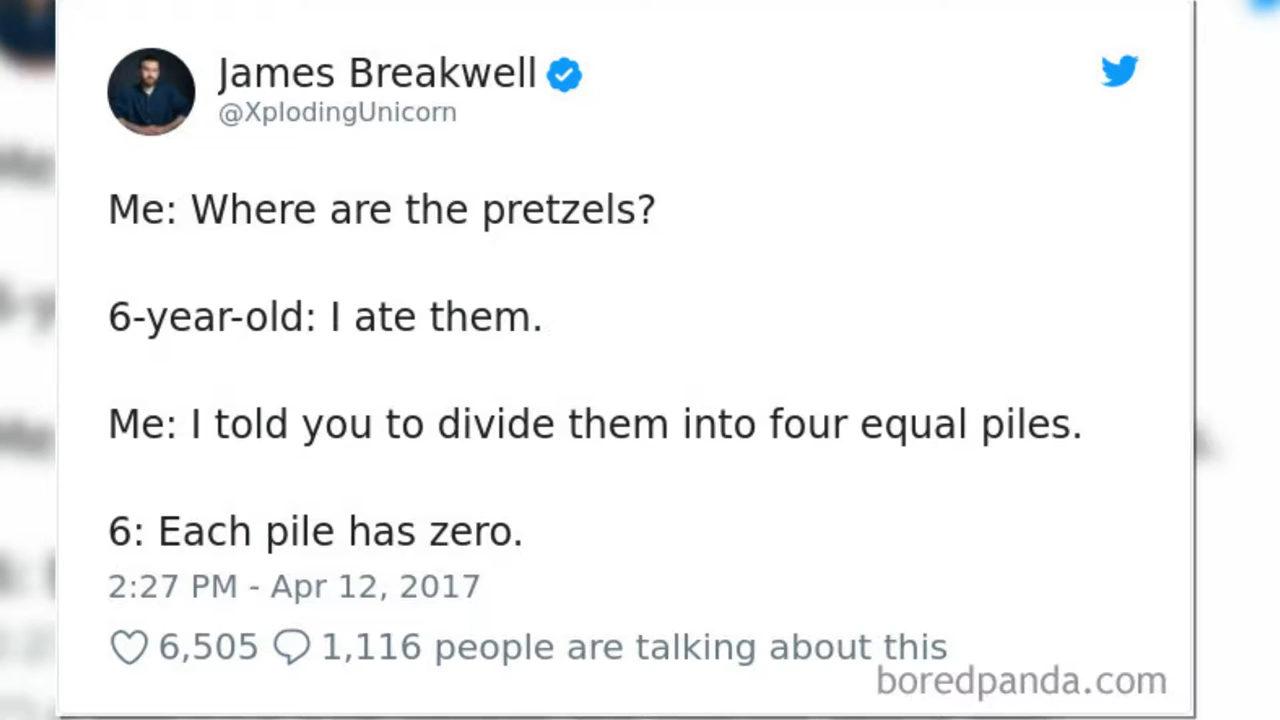 James Breakwell
@XplodingUnicorn
Me: Where are the pretzels?
6-year-old: I ate them.
Me: I told you to divide them into four equal piles.
6: Each pile has zero.
2:27 PM - Apr 12, 2017
6,505 1,116 people are talking about this
boredpanda.com